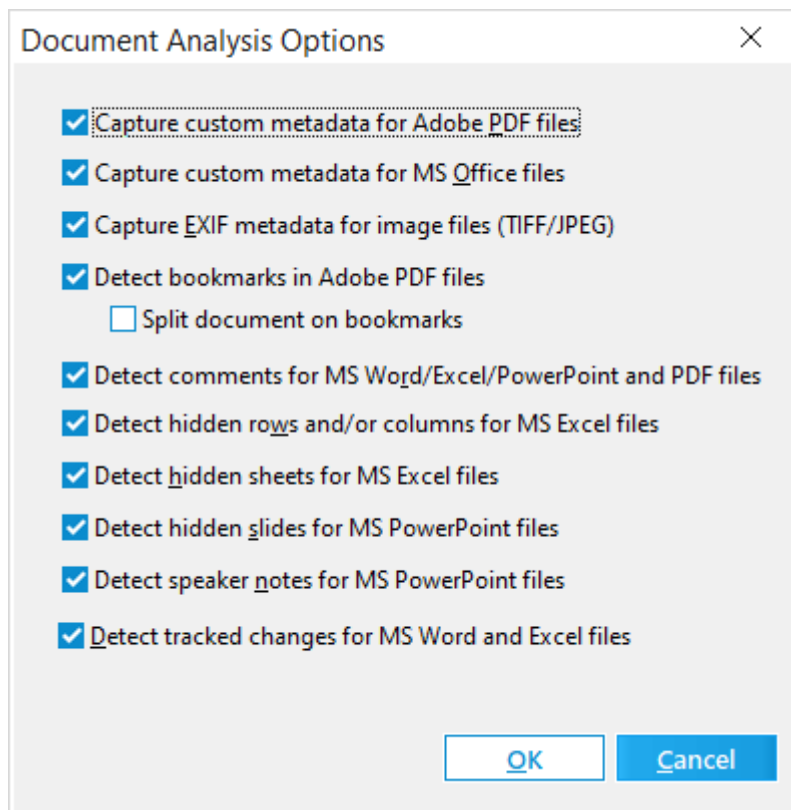 Document Analysis Options
Capture custom metadata for Adobe PDF files
Capture custom metadata for MS Office files
Capture EXIF metadata for image files (TIFF/JPEG)
Detect bookmarks in Adobe PDF files
Split document on bookmarks
Detect comments for MS Word/Excel/PowerPoint and PDF files
Detect hidden rows and/or columns for MS Excel files
Detect hidden sheets for MS Excel files
Detect hidden slides for MS PowerPoint files
Detect speaker notes for MS PowerPoint files
Detect tracked changes for MS Word and Excel files
OK Cancel